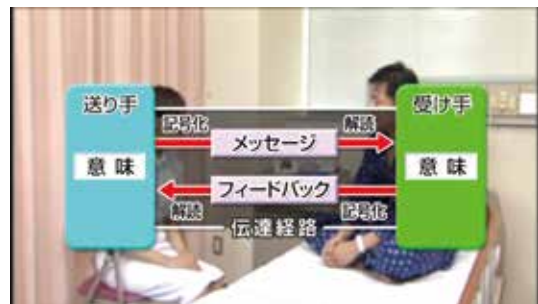 送り手
受け手
記号化
解読
メッセージ
意味
意味
フィードバック
解読
記号化
伝達経路